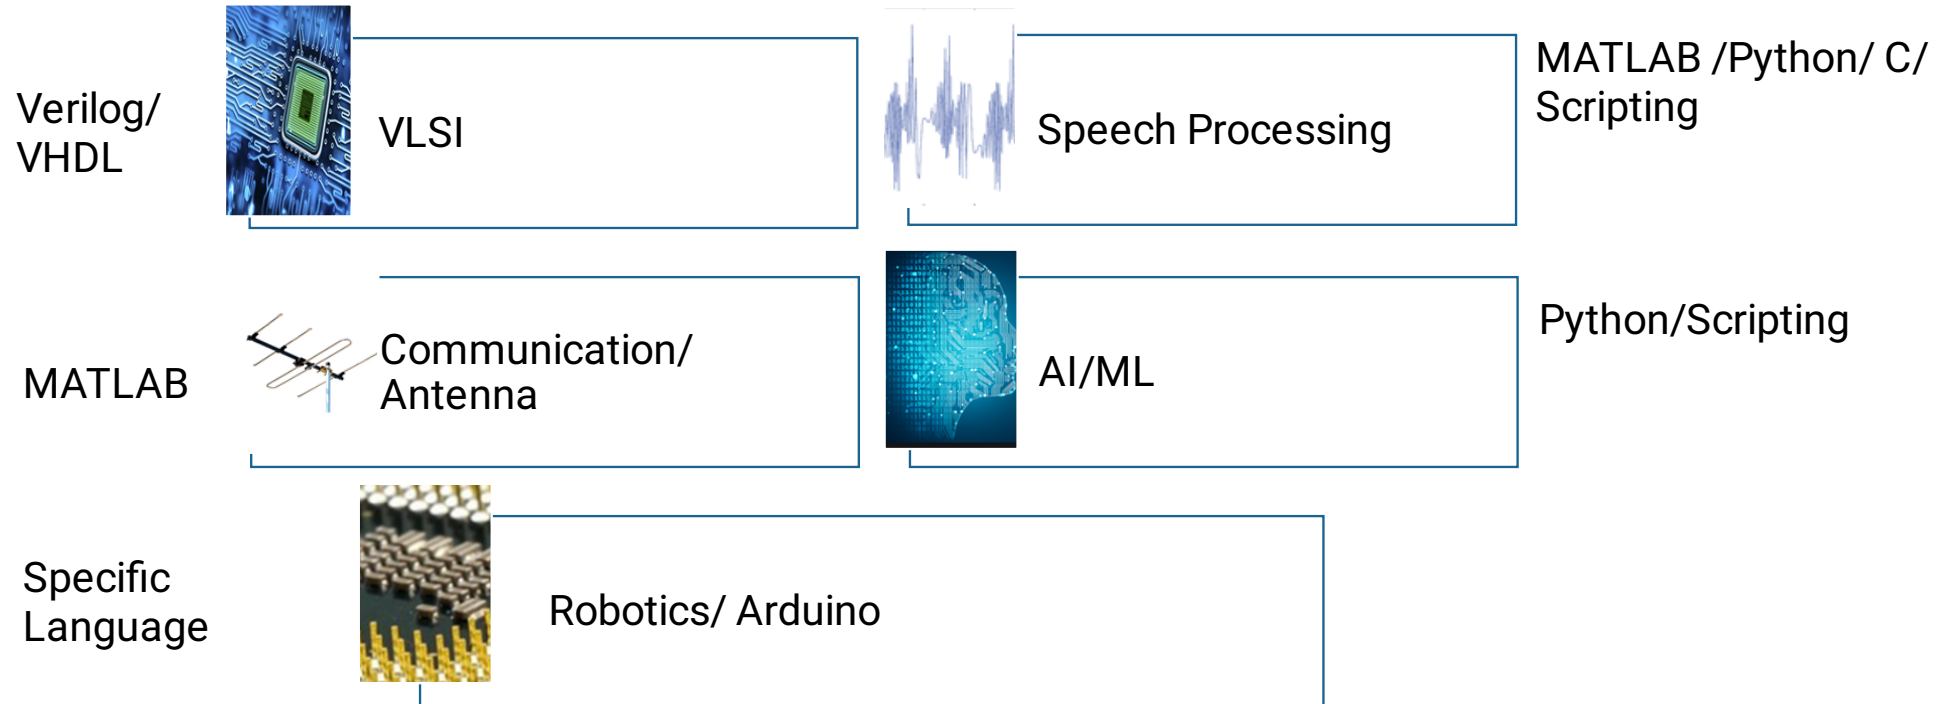 Verilog/
VHDL
VLSI
Speech Processing
MATLAB /Python/ C/
Scripting
MATLAB
Communication/
Antenna
AI/ML
Python/Scripting
Specific
Language
Robotics/ Arduino